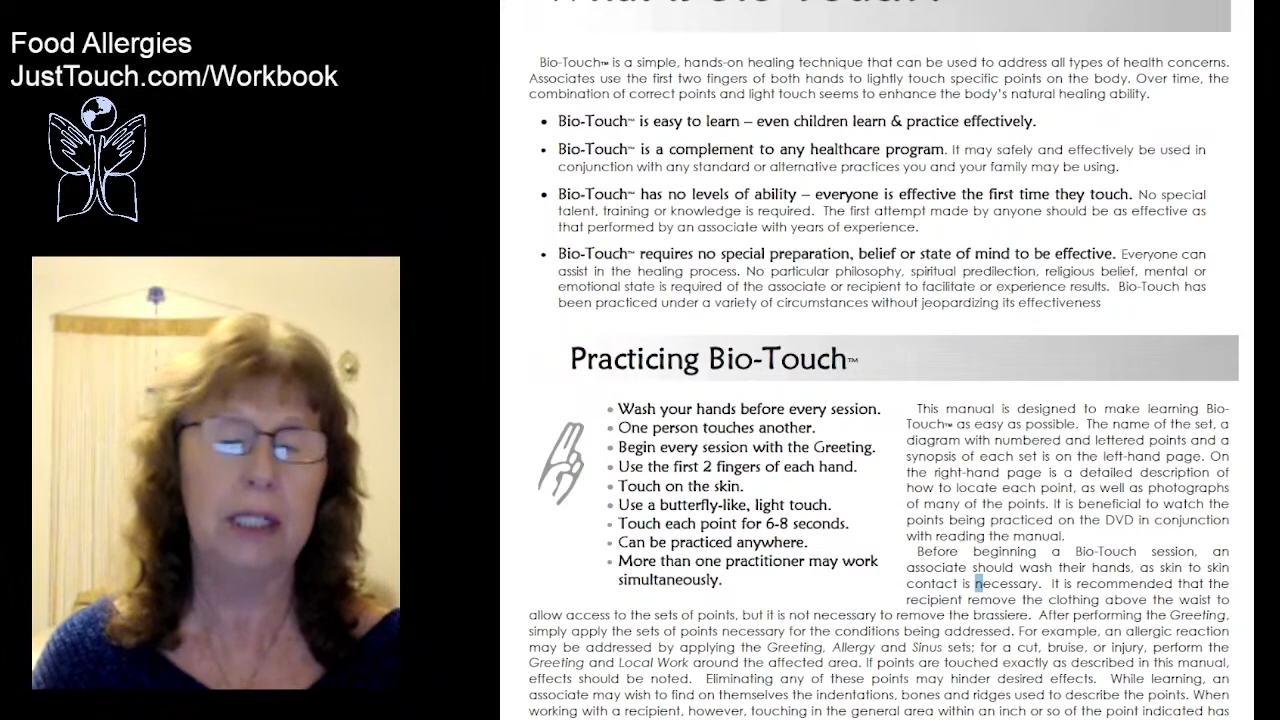 Food Allergies
JustTouch.com/Workbook
What is Bio-Touch?
Bio-Touch™ is a simple, hands-on healing technique that can be used to address all types of health concerns.
Associates use the first two fingers of both hands to lightly touch specific points on the body. Over time, the
combination of correct points and light touch seems to enhance the body's natural healing ability.
• Bio-Touch™ is easy to learn – even children learn & practice effectively.
• Bio-Touch™ is a complement to any healthcare program. It may safely and effectively be used in
conjunction with any standard or alternative practices you and your family may be using.
• Bio-Touch™ has no levels of ability – everyone is effective the first time they touch. No special
talent, training or knowledge is required. The first attempt made by anyone should be as effective as
that performed by an associate with years of experience.
• Bio-Touch™ requires no special preparation, belief or state of mind to be effective. Everyone can
assist in the healing process. No particular philosophy, spiritual predilection, religious belief, mental or
emotional state is required of the associate or recipient to facilitate or experience results. Bio-Touch has
been practiced under a variety of circumstances without jeopardizing its effectiveness
Practicing Bio-Touch™
• Wash your hands before every session.
• One person touches another.
• Begin every session with the Greeting.
• Use the first 2 fingers of each hand.
• Touch on the skin.
• Use a butterfly-like, light touch.
• Touch each point for 6-8 seconds.
• Can be practiced anywhere.
• More than one practitioner may work
simultaneously.
This manual is designed to make learning Bio-
Touch™ as easy as possible. The name of the set, a
diagram with numbered and lettered points and a
synopsis of each set is on the left-hand page. On
the right-hand page is a detailed description of
how to locate each point, as well as photographs
of many of the points. It is beneficial to watch the
points being practiced on the DVD in conjunction
with reading the manual.
Before beginning a Bio-Touch session, an
associate should wash their hands, as skin to skin
contact is necessary. It is recommended that the
recipient remove the clothing above the waist to
allow access to the sets of points, but it is not necessary to remove the brassiere. After performing the Greeting,
simply apply the sets of points necessary for the conditions being addressed. For example, an allergic reaction
may be addressed by applying the Greeting, Allergy and Sinus sets; for a cut, bruise, or injury, perform the
Greeting and Local Work around the affected area. If points are touched exactly as described in this manual,
effects should be noted. Eliminating any of these points may hinder desired effects. While learning, an
associate may wish to find on themselves the indentations, bones and ridges used to describe the points. When
working with a recipient, however, touching in the general area within an inch or so of the point indicated has